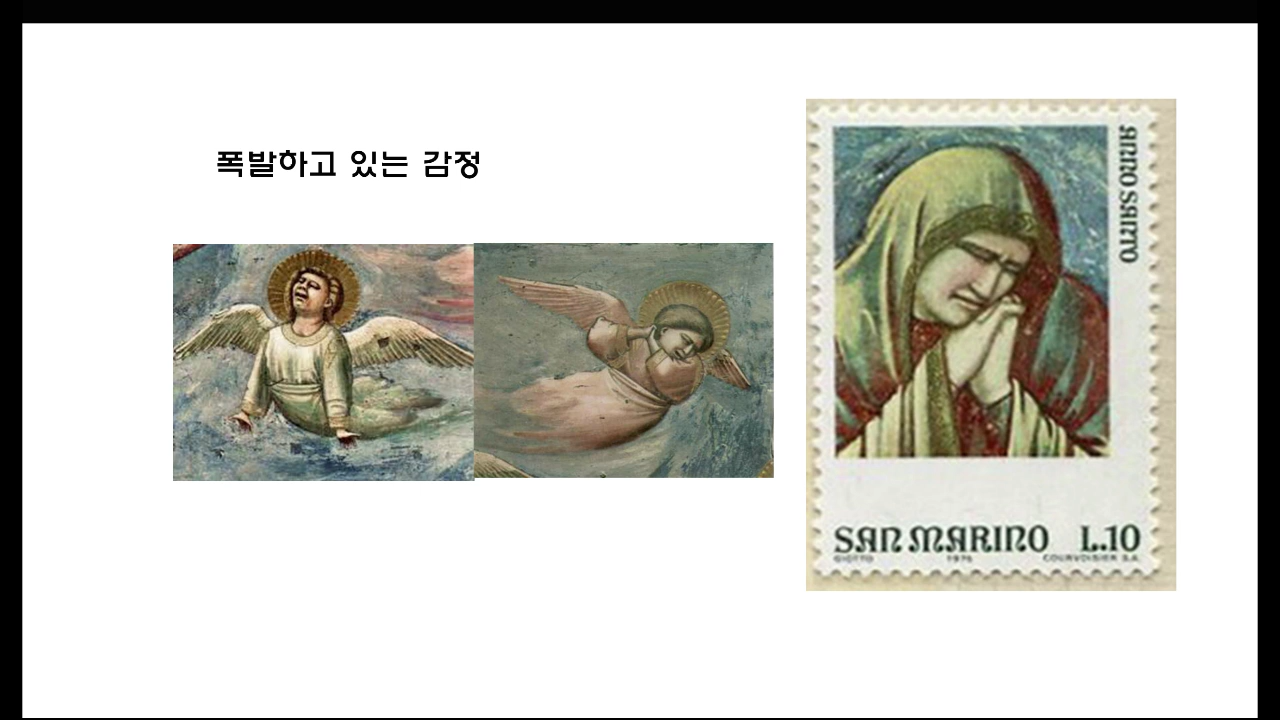 폭발하고 있는 감정
ANNO SANTO
SAN MARINO L.10
GIOTTO 1975 COURVOISIER S.A.